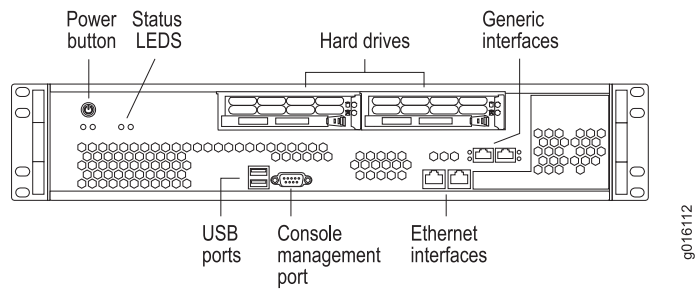 Power
button
Status
LEDS
Hard drives
Generic
interfaces
USB
ports
Console
management
port
Ethernet
interfaces
g016112